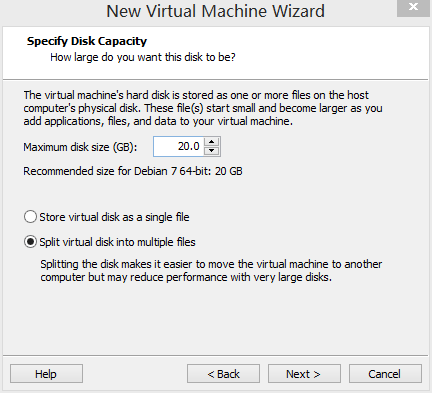 New Virtual Machine Wizard
Specify Disk Capacity
How large do you want this disk to be?
The virtual machine's hard disk is stored as one or more files on the host
computer's physical disk. These file(s) start small and become larger as you
add applications, files, and data to your virtual machine.
Maximum disk size (GB): 20.0
Recommended size for Debian 7 64-bit: 20 GB
Store virtual disk as a single file
Split virtual disk into multiple files
Splitting the disk makes it easier to move the virtual machine to another
computer but may reduce performance with very large disks.
Help < Back Next > Cancel